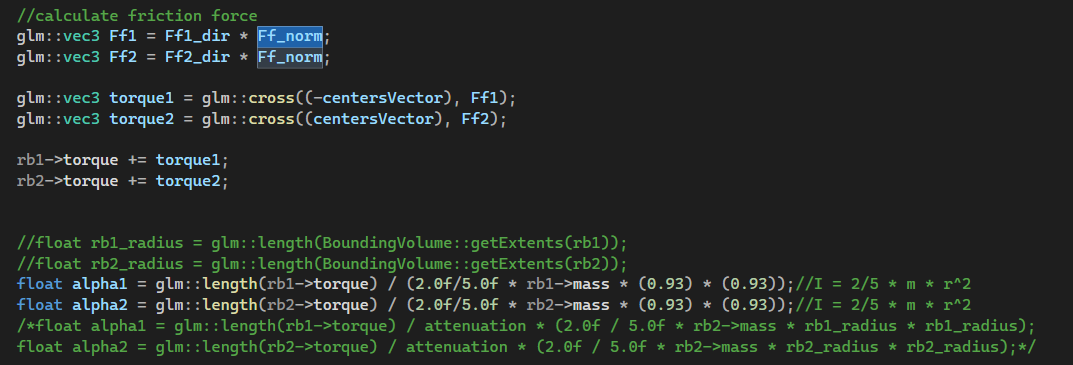 //calculate friction force
glm::vec3 Ff1 = Ff1_dir * Ff_norm;
glm::vec3 Ff2 = Ff2_dir * Ff_norm;
glm::vec3 torque1 = glm::cross((-centersVector), Ff1);
glm::vec3 torque2 = glm::cross((centersVector), Ff2);
rb1->torque += torque1;
rb2->torque += torque2;
//float rb1_radius = glm::length(BoundingVolume::getExtents(rb1));
//float rb2_radius = glm::length(BoundingVolume::getExtents(rb2));
float alpha1 = glm::length(rb1->torque) / (2.0f/5.0f * rb1->mass * (0.93) * (0.93));//I = 2/5 * m * r^2
float alpha2 = glm::length(rb2->torque) / (2.0f/5.0f * rb2->mass * (0.93) * (0.93));//I = 2/5 * m * r^2
/*float alpha1 = glm::length(rb1->torque) / attenuation * (2.0f / 5.0f * rb2->mass * rb1_radius * rb1_radius);
float alpha2 = glm::length(rb2->torque) / attenuation * (2.0f / 5.0f * rb2->mass * rb2_radius * rb2_radius);*/